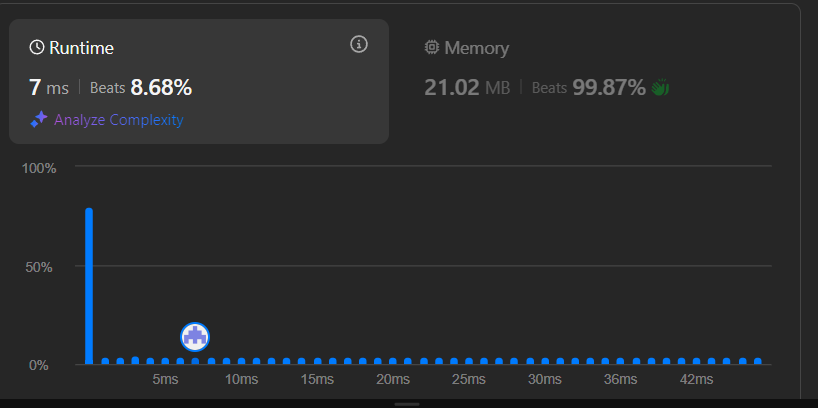 Runtime
7 ms | Beats 8.68%
Analyze Complexity
Memory
21.02 MB | Beats 99.87%
100%
50%
0%
5ms 10ms 15ms 20ms 25ms 30ms 36ms 42ms